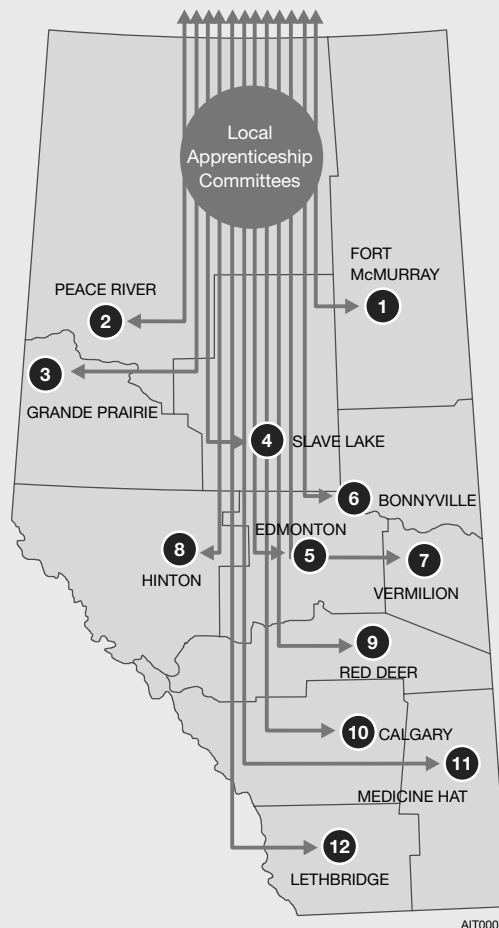 Local
Apprenticeship
Committees
FORT
McMURRAY
1
PEACE RIVER
2
3
GRANDE PRAIRIE
4 SLAVE LAKE
6 BONNYVILLE
EDMONTON
8
5
7
HINTON
VERMILION
9
RED DEER
10 CALGARY
11
MEDICINE HAT
12
LETHBRIDGE
AIT000